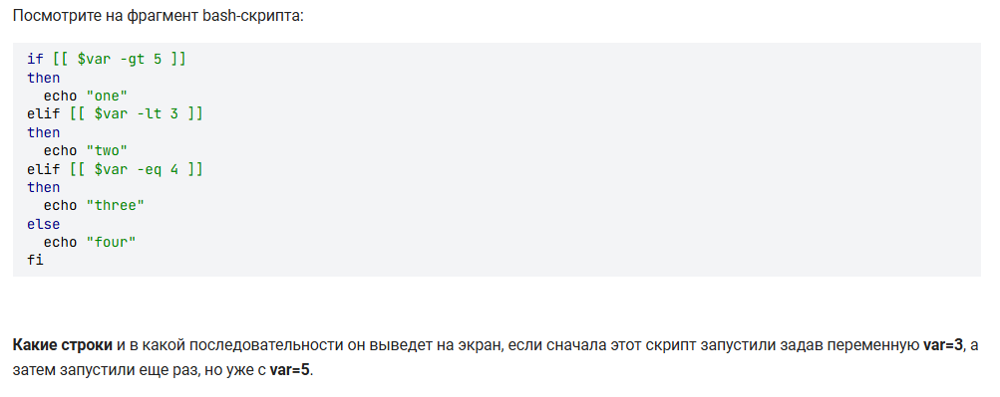 Посмотрите на фрагмент bash-скрипта:
if [[ $var -gt 5 ]]
then
  echo "one"
elif [[ $var -lt 3 ]]
then
  echo "two"
elif [[ $var -eq 4 ]]
then
  echo "three"
else
  echo "four"
fi
Какие строки и в какой последовательности он выведет на экран, если сначала этот скрипт запустили задав переменную var=3, а
затем запустили еще раз, но уже с var=5.